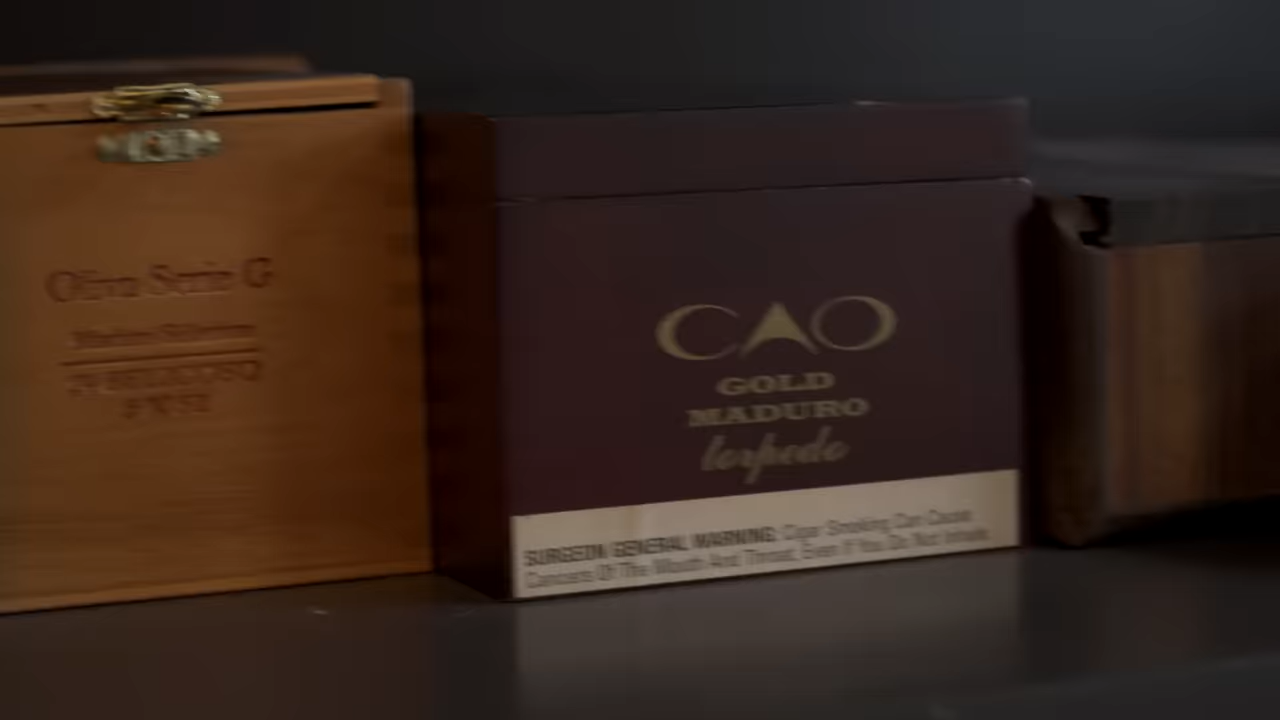 Oliva Serie G
CAO
GOLD
MADURO
torpedo
SURGEON GENERAL WARNING: Cigar Smoking Can Cause
Cancers Of The Mouth And Throat, Even If You Do Not Inhale.